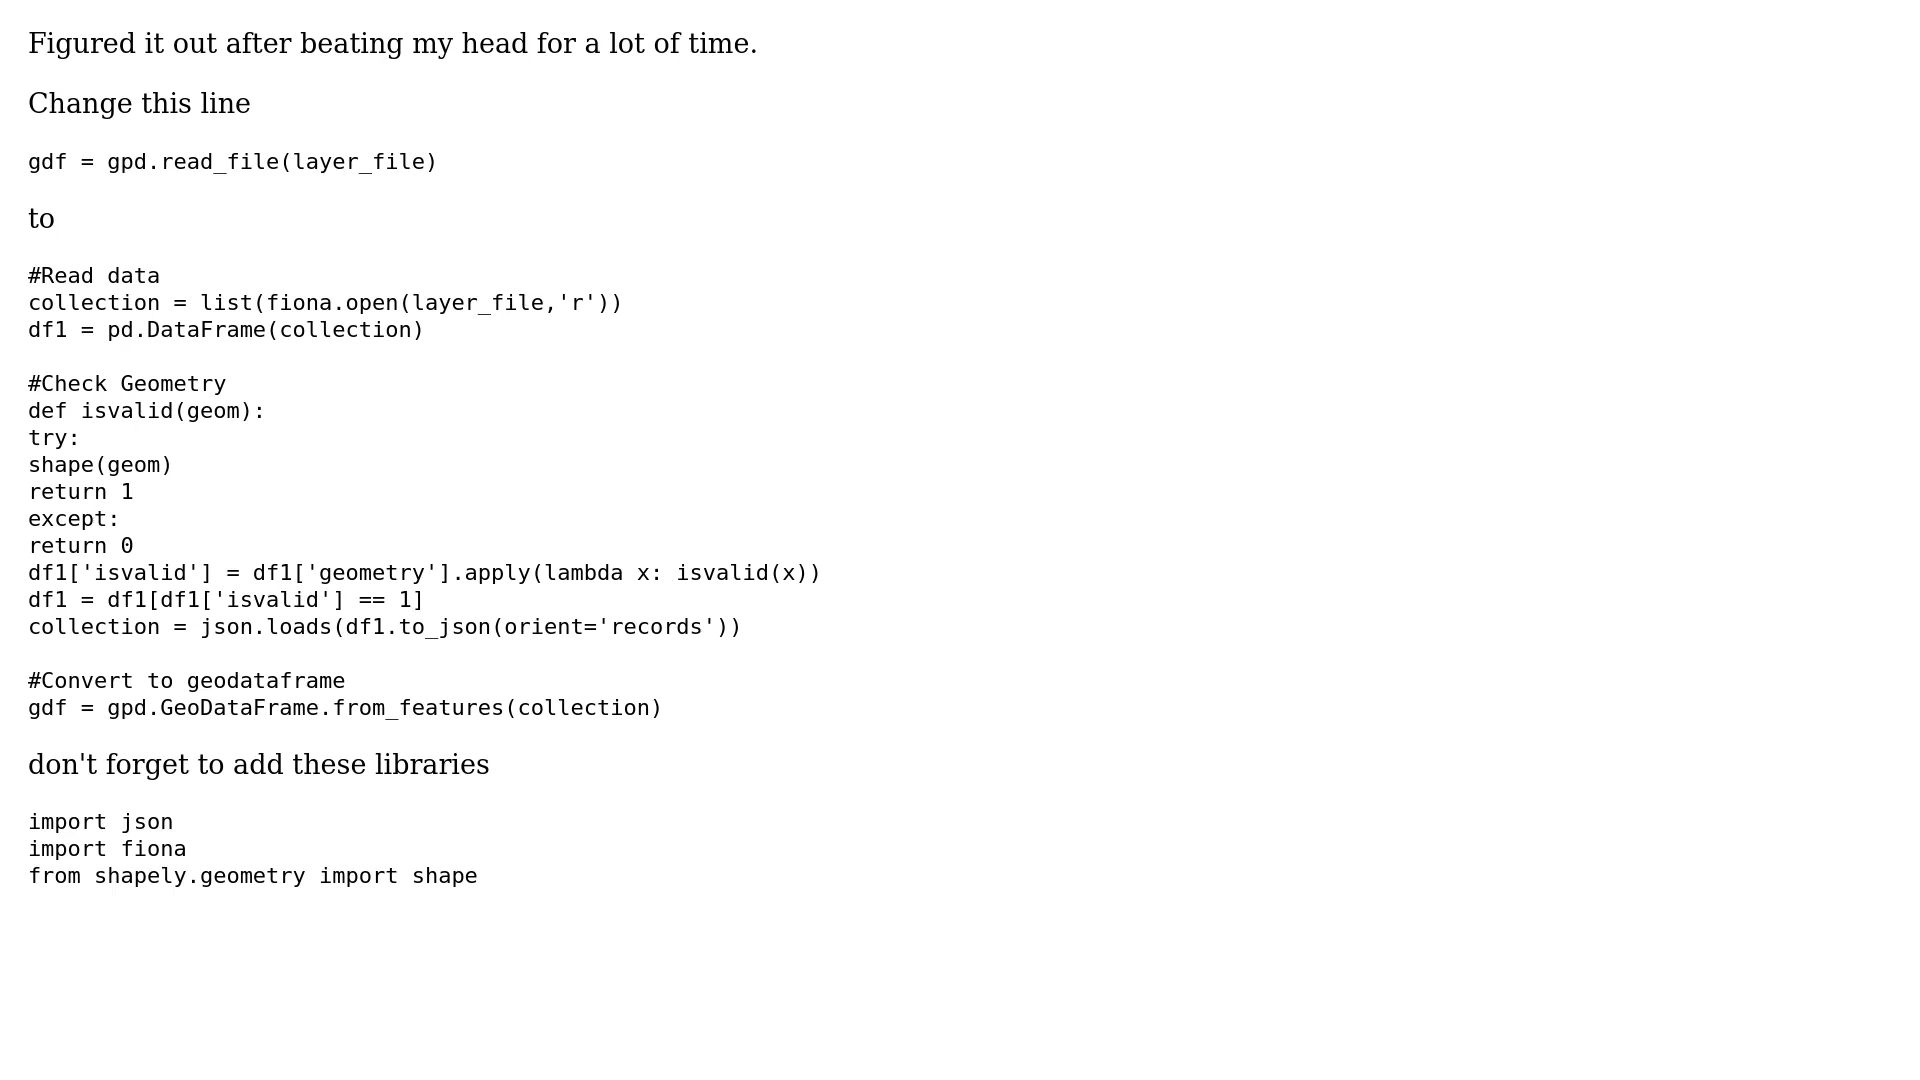 Figured it out after beating my head for a lot of time.
Change this line
gdf = gpd.read_file(layer_file)
to
#Read data
collection = list(fiona.open(layer_file,'r'))
df1 = pd.DataFrame(collection)
#Check Geometry
def isvalid(geom):
try:
shape(geom)
return 1
except:
return 0
df1['isvalid'] = df1['geometry'].apply(lambda x: isvalid(x))
df1 = df1[df1['isvalid'] == 1]
collection = json.loads(df1.to_json(orient='records'))
#Convert to geodataframe
gdf = gpd.GeoDataFrame.from_features(collection)
don't forget to add these libraries
import json
import fiona
from shapely.geometry import shape